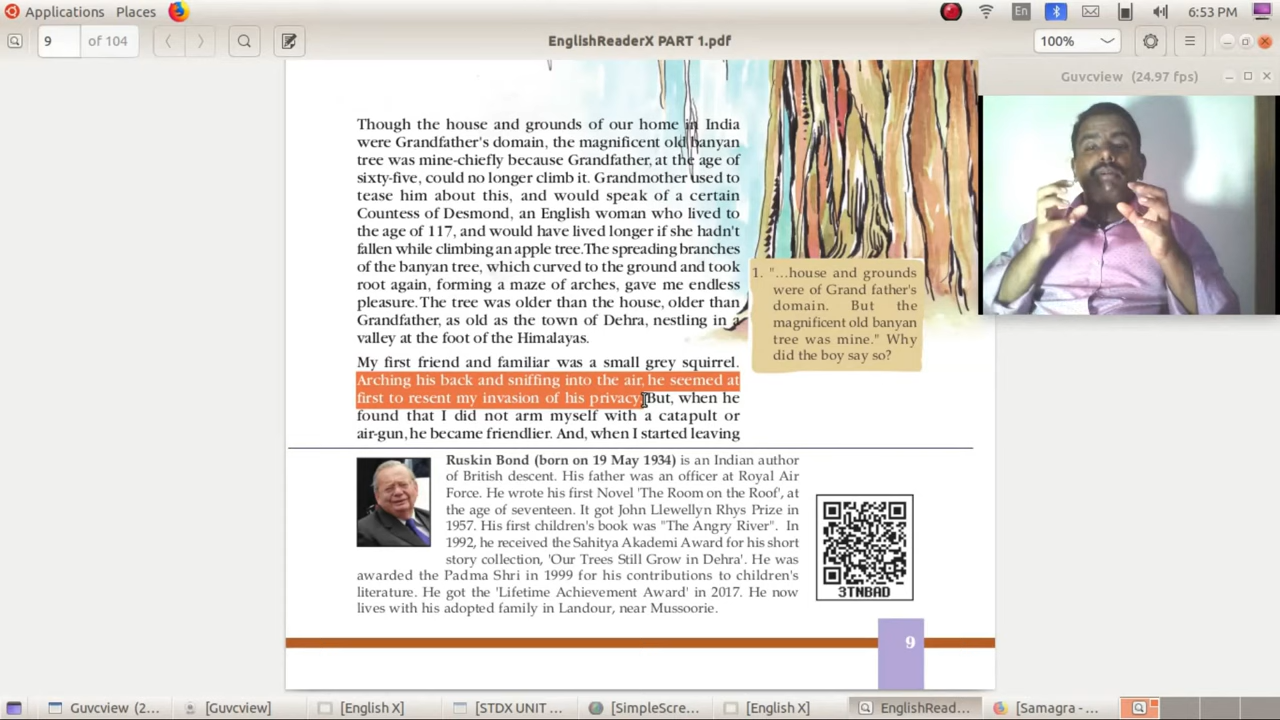 Applications Places En 6:53 PM
9 of 104 EnglishReaderX PART 1.pdf 100%
Guvcview (24.97 fps)
Though the house and grounds of our home in India
were Grandfather's domain, the magnificent old banyan
tree was mine-chiefly because Grandfather, at the age of
sixty-five, could no longer climb it. Grandmother used to
tease him about this, and would speak of a certain
Countess of Desmond, an English woman who lived to
the age of 117, and would have lived longer if she hadn't
fallen while climbing an apple tree.The spreading branches
of the banyan tree, which curved to the ground and took
root again, forming a maze of arches, gave me endless
pleasure.The tree was older than the house, older than
Grandfather, as old as the town of Dehra, nestling in a
valley at the foot of the Himalayas.
1. "...house and grounds
were of Grand father's
domain. But the
magnificent old banyan
tree was mine." Why
did the boy say so?
My first friend and familiar was a small grey squirrel.
Arching his back and sniffing into the air, he seemed at
first to resent my invasion of his privacy. But, when he
found that I did not arm myself with a catapult or
air-gun, he became friendlier. And, when I started leaving
Ruskin Bond (born on 19 May 1934) is an Indian author
of British descent. His father was an officer at Royal Air
Force. He wrote his first Novel 'The Room on the Roof', at
the age of seventeen. It got John Llewellyn Rhys Prize in
1957. His first children's book was "The Angry River". In
1992, he received the Sahitya Akademi Award for his short
story collection, 'Our Trees Still Grow in Dehra'. He was
awarded the Padma Shri in 1999 for his contributions to children's
literature. He got the 'Lifetime Achievement Award' in 2017. He now
lives with his adopted family in Landour, near Mussoorie.
3TNBAD
9
Guvcview (2... [Guvcview] [English X] [STDX UNIT ... [SimpleScre... [English X] EnglishRead... [Samagra - ...